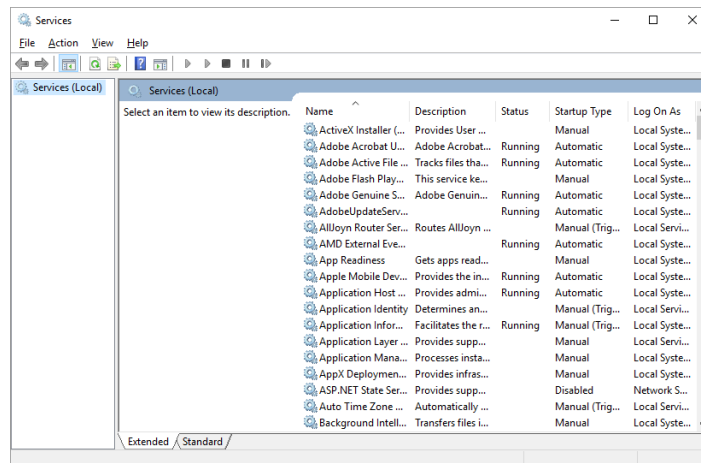 Services
File Action View Help
Services (Local)
Services (Local)
Select an item to view its description.
Name Description Status Startup Type Log On As
ActiveX Installer (... Provides User ... Manual Local Syste...
Adobe Acrobat U... Adobe Acrobat... Running Automatic Local Syste...
Adobe Active File ... Tracks files tha... Running Automatic Local Syste...
Adobe Flash Play... This service ke... Manual Local Syste...
Adobe Genuine S... Adobe Genuin... Running Automatic Local Syste...
AdobeUpdateServ... Running Automatic Local Syste...
AllJoyn Router Ser... Routes AllJoyn ... Manual (Trig... Local Servi...
AMD External Eve... Running Automatic Local Syste...
App Readiness Gets apps read... Manual Local Syste...
Apple Mobile Dev... Provides the in... Running Automatic Local Syste...
Application Host ... Provides admi... Running Automatic Local Syste...
Application Identity Determines an... Manual (Trig... Local Servi...
Application Infor... Facilitates the r... Running Manual (Trig... Local Syste...
Application Layer ... Provides supp... Manual Local Servi...
Application Mana... Processes insta... Manual Local Syste...
AppX Deploymen... Provides infras... Manual Local Syste...
ASP.NET State Ser... Provides supp... Disabled Network S...
Auto Time Zone ... Automatically ... Manual (Trig... Local Servi...
Background Intell... Transfers files i... Manual Local Syste...
Extended Standard